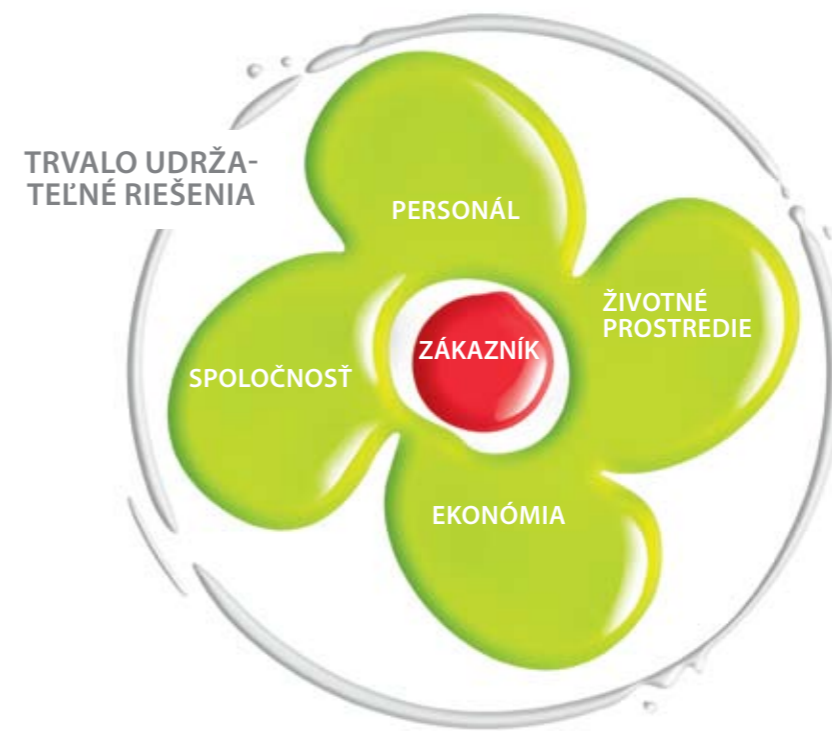 TRVALO UDRŽA-
TEĽNÉ RIEŠENIA
PERSONÁL
ŽIVOTNÉ
PROSTREDIE
ZÁKAZNÍK
SPOLOČNOSŤ
EKONÓMIA